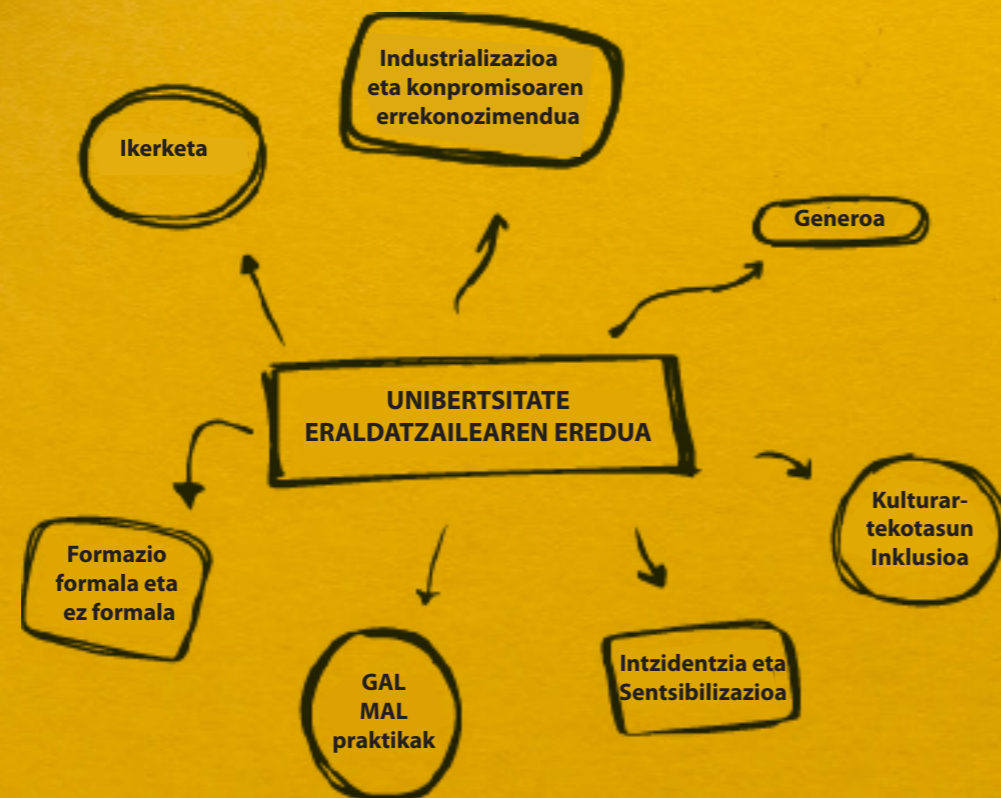 Industrializazioa
eta konpromisoaren
errekonozimendua
Ikerketa
Generoa
UNIBERTSITATE
ERALDATZAILEAREN EREDUA
Kulturar-
tekotasun
Inklusioa
Formazio
formala eta
ez formala
Intzidentzia eta
Sentsibilizazioa
GAL
MAL
praktikak